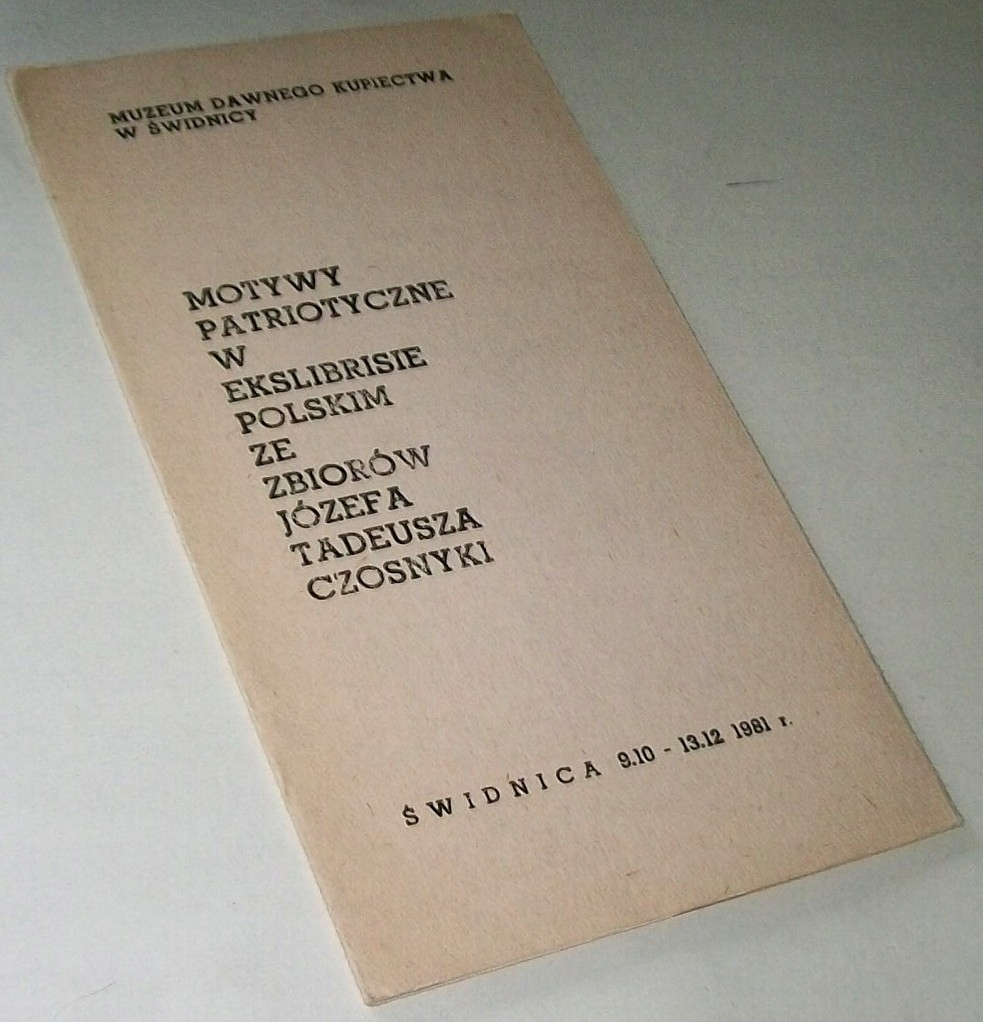 MUZEUM DAWNEGO KUPIECTWA
W ŚWIDNICY
MOTYWY
PATRIOTYCZNE
W
EKSLIBRISIE
POLSKIM
ZE
ZBIORÓW
JÓZEFA
TADEUSZA
CZOSNYKI
ŚWIDNICA 9.10 - 13.12 1981 r.